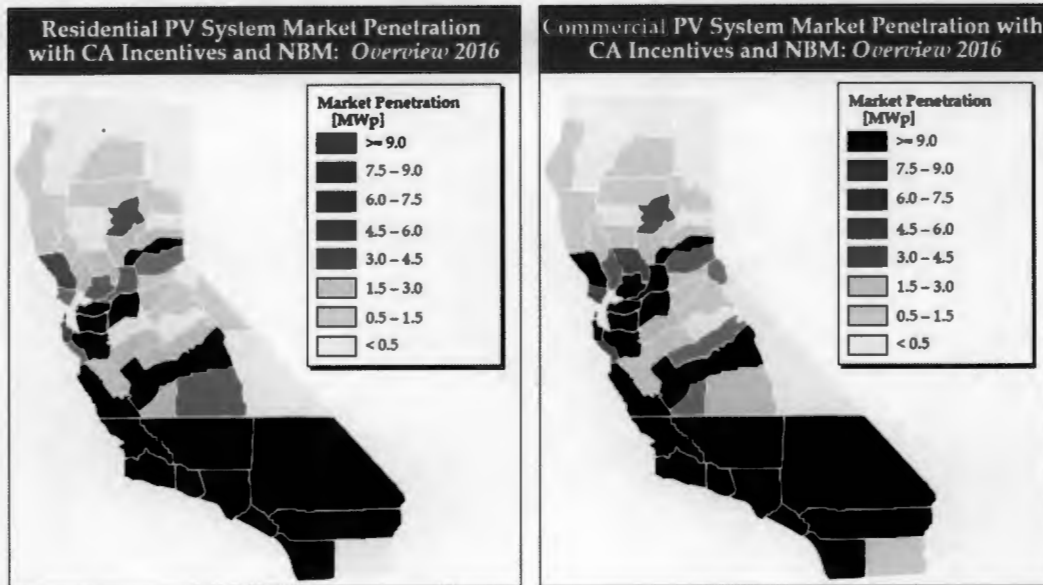 Residential PV System Market Penetration
with CA Incentives and NBM: Overview 2016
Market Penetration
[MWp]
>= 9.0
7.5 – 9.0
6.0 – 7.5
4.5 – 6.0
3.0 – 4.5
1.5 – 3.0
0.5 – 1.5
< 0.5
Commercial PV System Market Penetration with
CA Incentives and NBM: Overview 2016
Market Penetration
[MWp]
>= 9.0
7.5 – 9.0
6.0 – 7.5
4.5 – 6.0
3.0 – 4.5
1.5 – 3.0
0.5 – 1.5
< 0.5